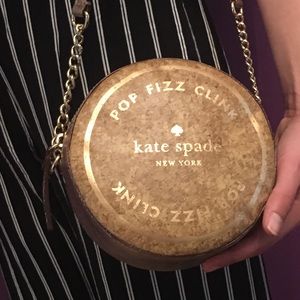 POP FIZZ CLINK
kate spade
NEW YORK
POP FIZZ CLINK